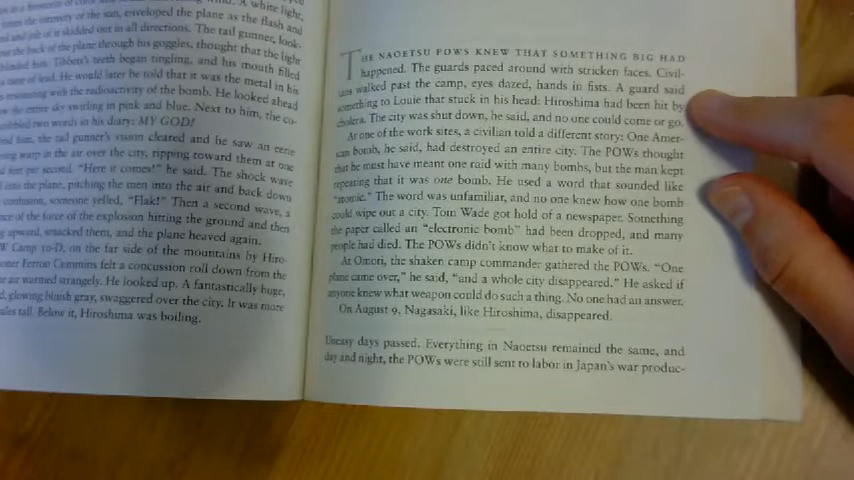 A white light,
times the intensity of the sun, enveloped the plane as the flash and
and jolt of it skidded out in all directions. The tail gunner, look-
out the back of the plane through his goggles, thought that the light
blinded him. Tibbets's teeth began tingling, and his mouth filled
a taste of lead. He would later be told that it was the metal in his
resonating with the radioactivity of the bomb. He looked ahead
the entire sky swirling in pink and blue. Next to him, the co-
scribbled two words in his diary: MY GOD!
him, the tail gunner's vision cleared and he saw an eerie
warp in the air over the city, ripping toward them at one
feet per second. "Here it comes!" he said. The shock wave
into the plane, pitching the men into the air and back down
confusion, someone yelled, "Flak!" Then a second wave, a
of the force of the explosion hitting the ground and then
upward, smacked them, and the plane heaved again.
Camp 10-D, on the far side of the mountains by Hiro-
Ferron Cummins felt a concussion roll down from the
air warmed strangely. He looked up. A fantastically huge,
glowing bluish gray, swaggered over the city. It was more
tall. Below it, Hiroshima was boiling.
THE NAOETSU POWS KNEW THAT SOMETHING BIG HAD
happened. The guards paced around with stricken faces. Civil-
ians walked past the camp, eyes dazed, hands in fists. A guard said
something to Louie that stuck in his head: Hiroshima had been hit by
cholera. The city was shut down, he said, and no one could come or go.
At one of the work sites, a civilian told a different story: One Amer-
ican bomb, he said, had destroyed an entire city. The POWs thought
that he must have meant one raid with many bombs, but the man kept
repeating that it was one bomb. He used a word that sounded like
"atomic." The word was unfamiliar, and no one knew how one bomb
could wipe out a city. Tom Wade got hold of a newspaper. Something
the paper called an "electronic bomb" had been dropped, and many
people had died. The POWs didn't know what to make of it.
At Omori, the shaken camp commander gathered the POWs. "One
plane came over," he said, "and a whole city disappeared." He asked if
anyone knew what weapon could do such a thing. No one had an answer.
On August 9, Nagasaki, like Hiroshima, disappeared.
Uneasy days passed. Everything in Naoetsu remained the same, and
day and night, the POWs were still sent to labor in Japan's war produc-